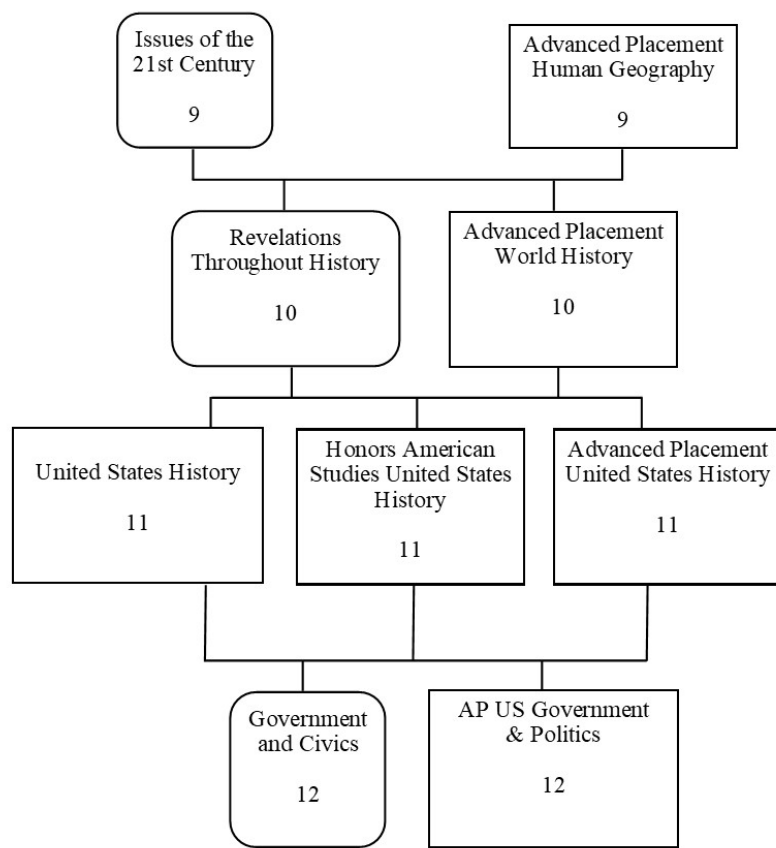 Issues of the
21st Century
9
Advanced Placement
Human Geography
9
Revelations
Throughout History
10
Advanced Placement
World History
10
United States History
11
Honors American
Studies United States
History
11
Advanced Placement
United States History
11
Government
and Civics
12
AP US Government
& Politics
12